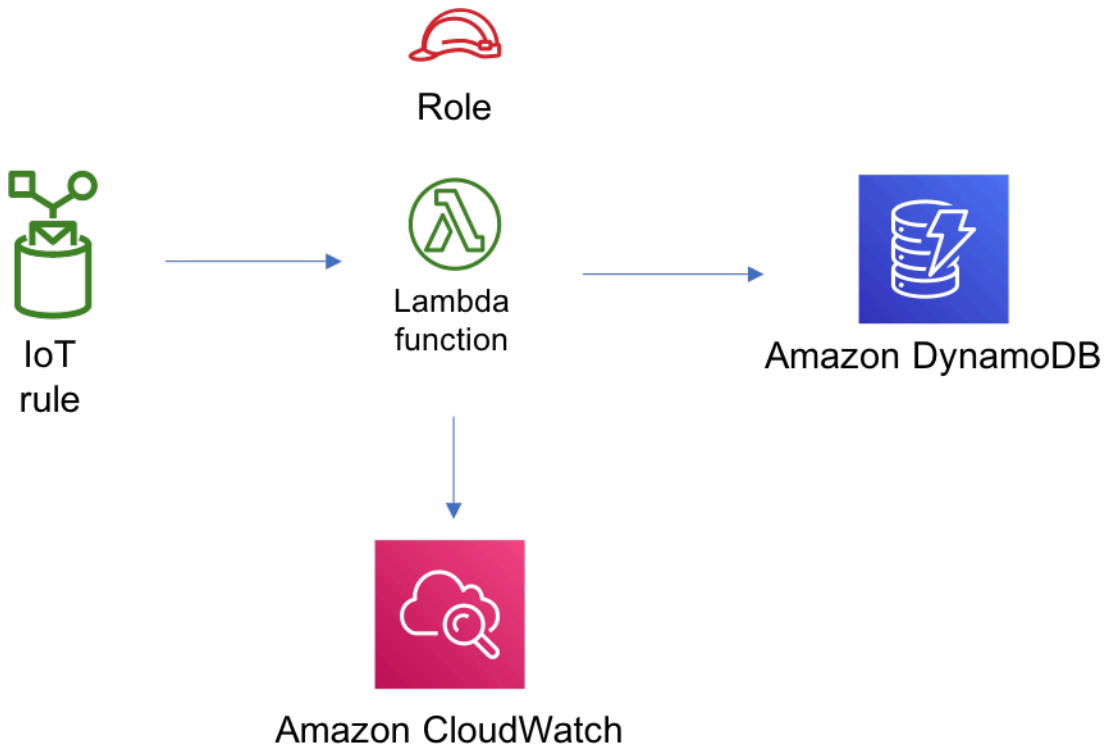 Role
IoT
rule
Lambda
function
Amazon DynamoDB
Amazon CloudWatch